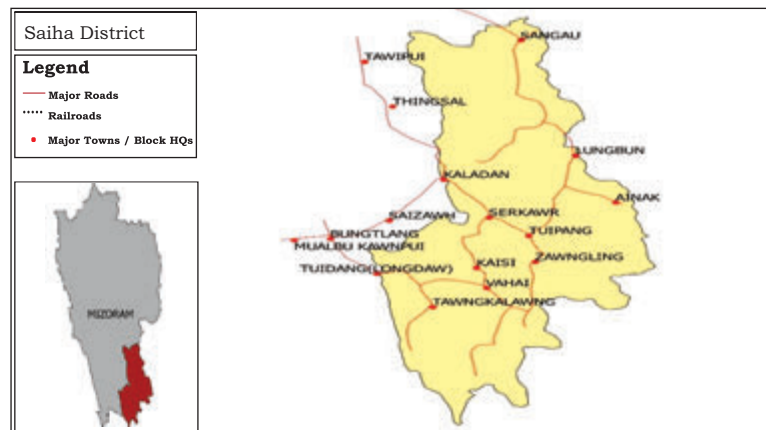 Saiha District
Legend
Major Roads
Railroads
Major Towns / Block HQs
MIZORAM
SANGAU
TAWIPUI
THINGSAL
LUNGBUN
KALADAN
AINAK
SAIZAWH
SERKAWR
BUNGTLANG
TUIPANG
MUALBU KAWNPUI
ZAWNGLING
KAISI
TUIDANG(LONGDAW)
VAHAI
TAWNGKALAWNG